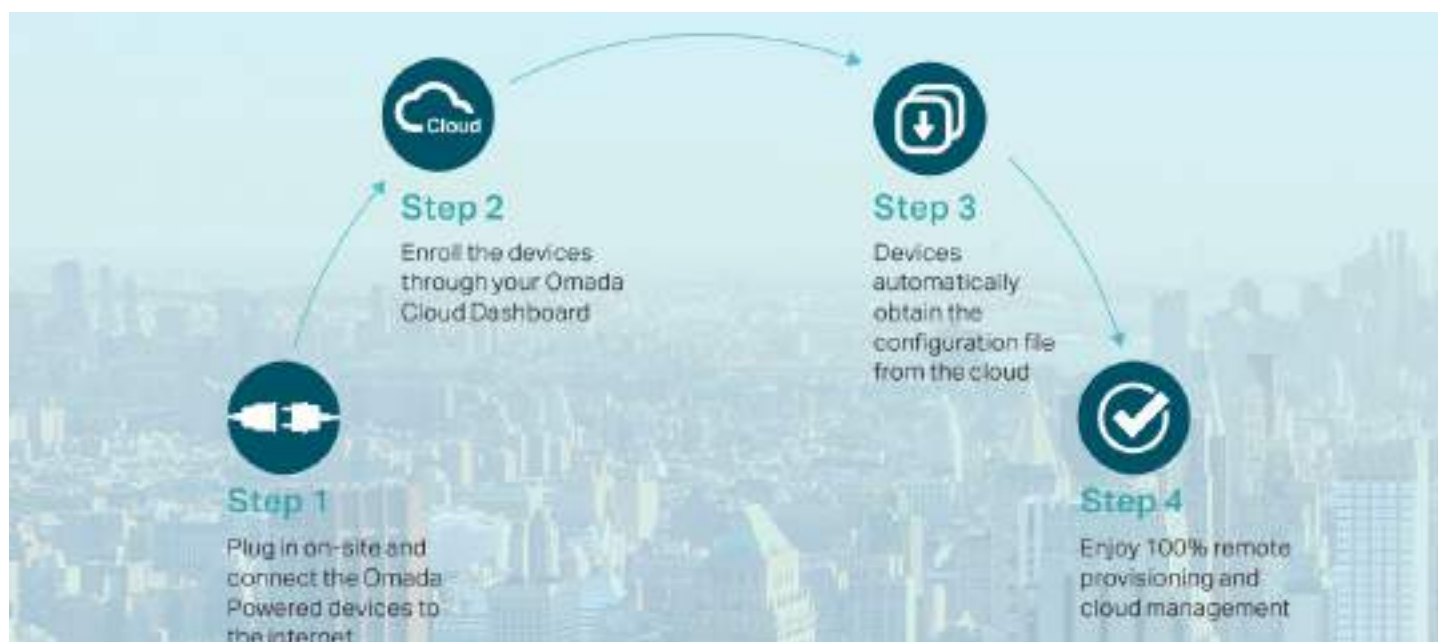 Cloud
Step 2
Enroll the devices
through your Omada
Cloud Dashboard
Step 3
Devices
automatically
obtain the
configuration file
from the cloud
Step 1
Plug in on-site and
connect the Omada
Powered devices to
the internet
Step 4
Enjoy 100% remote
provisioning and
cloud management